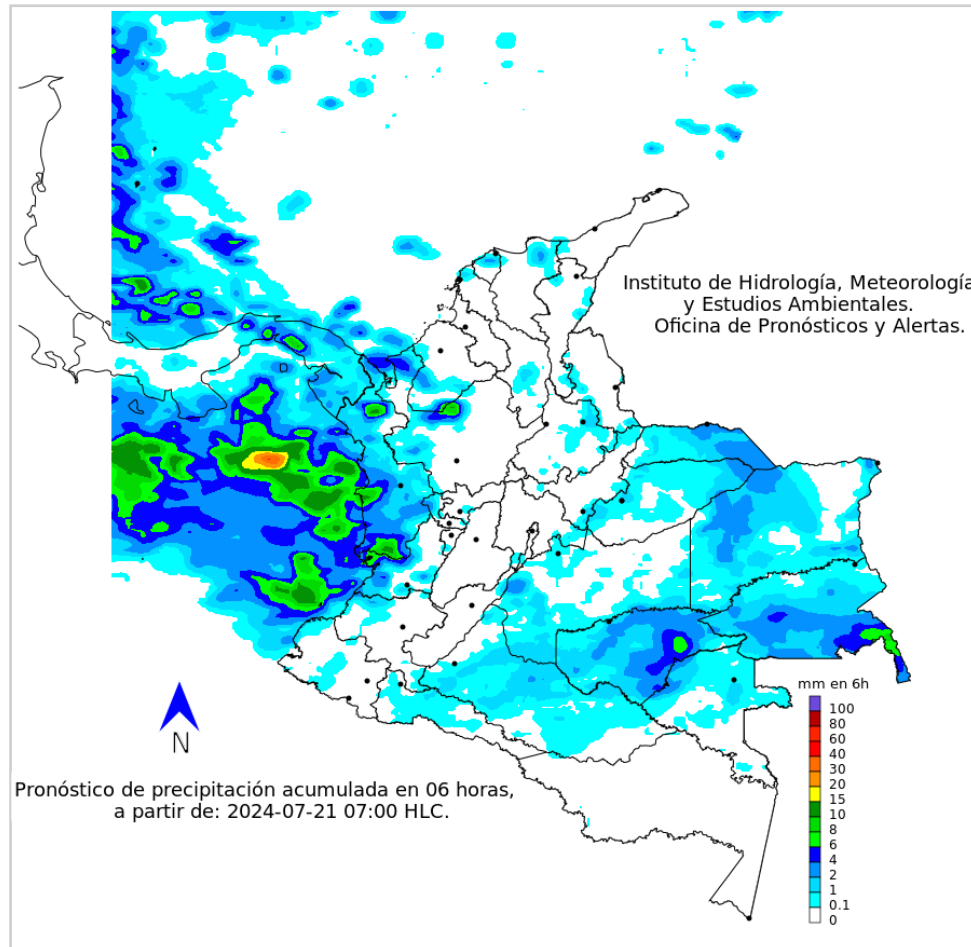 Instituto de Hidrología, Meteorología
y Estudios Ambientales.
Oficina de Pronósticos y Alertas.
mm en 6h
100
80
60
40
30
20
15
10
8
6
4
2
1
0.1
0
N
Pronóstico de precipitación acumulada en 06 horas,
a partir de: 2024-07-21 07:00 HLC.